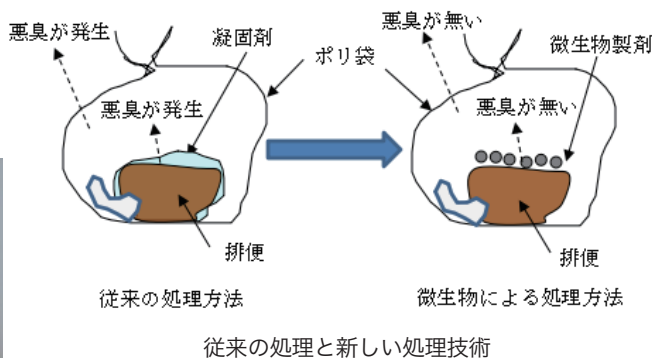 悪臭が発生
凝固剤
ポリ袋
悪臭が発生
排便
従来の処理方法
悪臭が無い
微生物製剤
悪臭が無い
排便
微生物による処理方法
従来の処理と新しい処理技術